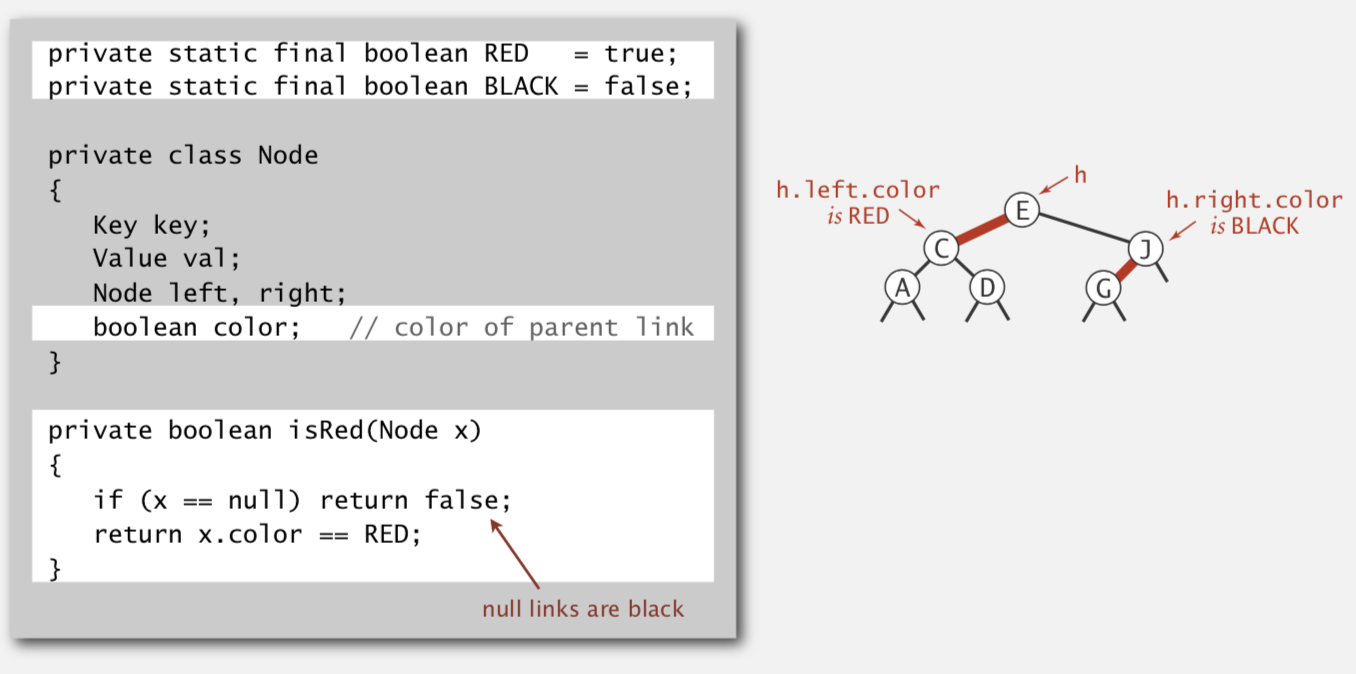 private static final boolean RED   = true;
private static final boolean BLACK = false;
private class Node
{
   Key key;
   Value val;
   Node left, right;
   boolean color;   // color of parent link
}
private boolean isRed(Node x)
{
   if (x == null) return false;
   return x.color == RED;
}
null links are black
h
h.left.color
is RED
h.right.color
is BLACK
E
C
J
A
D
G